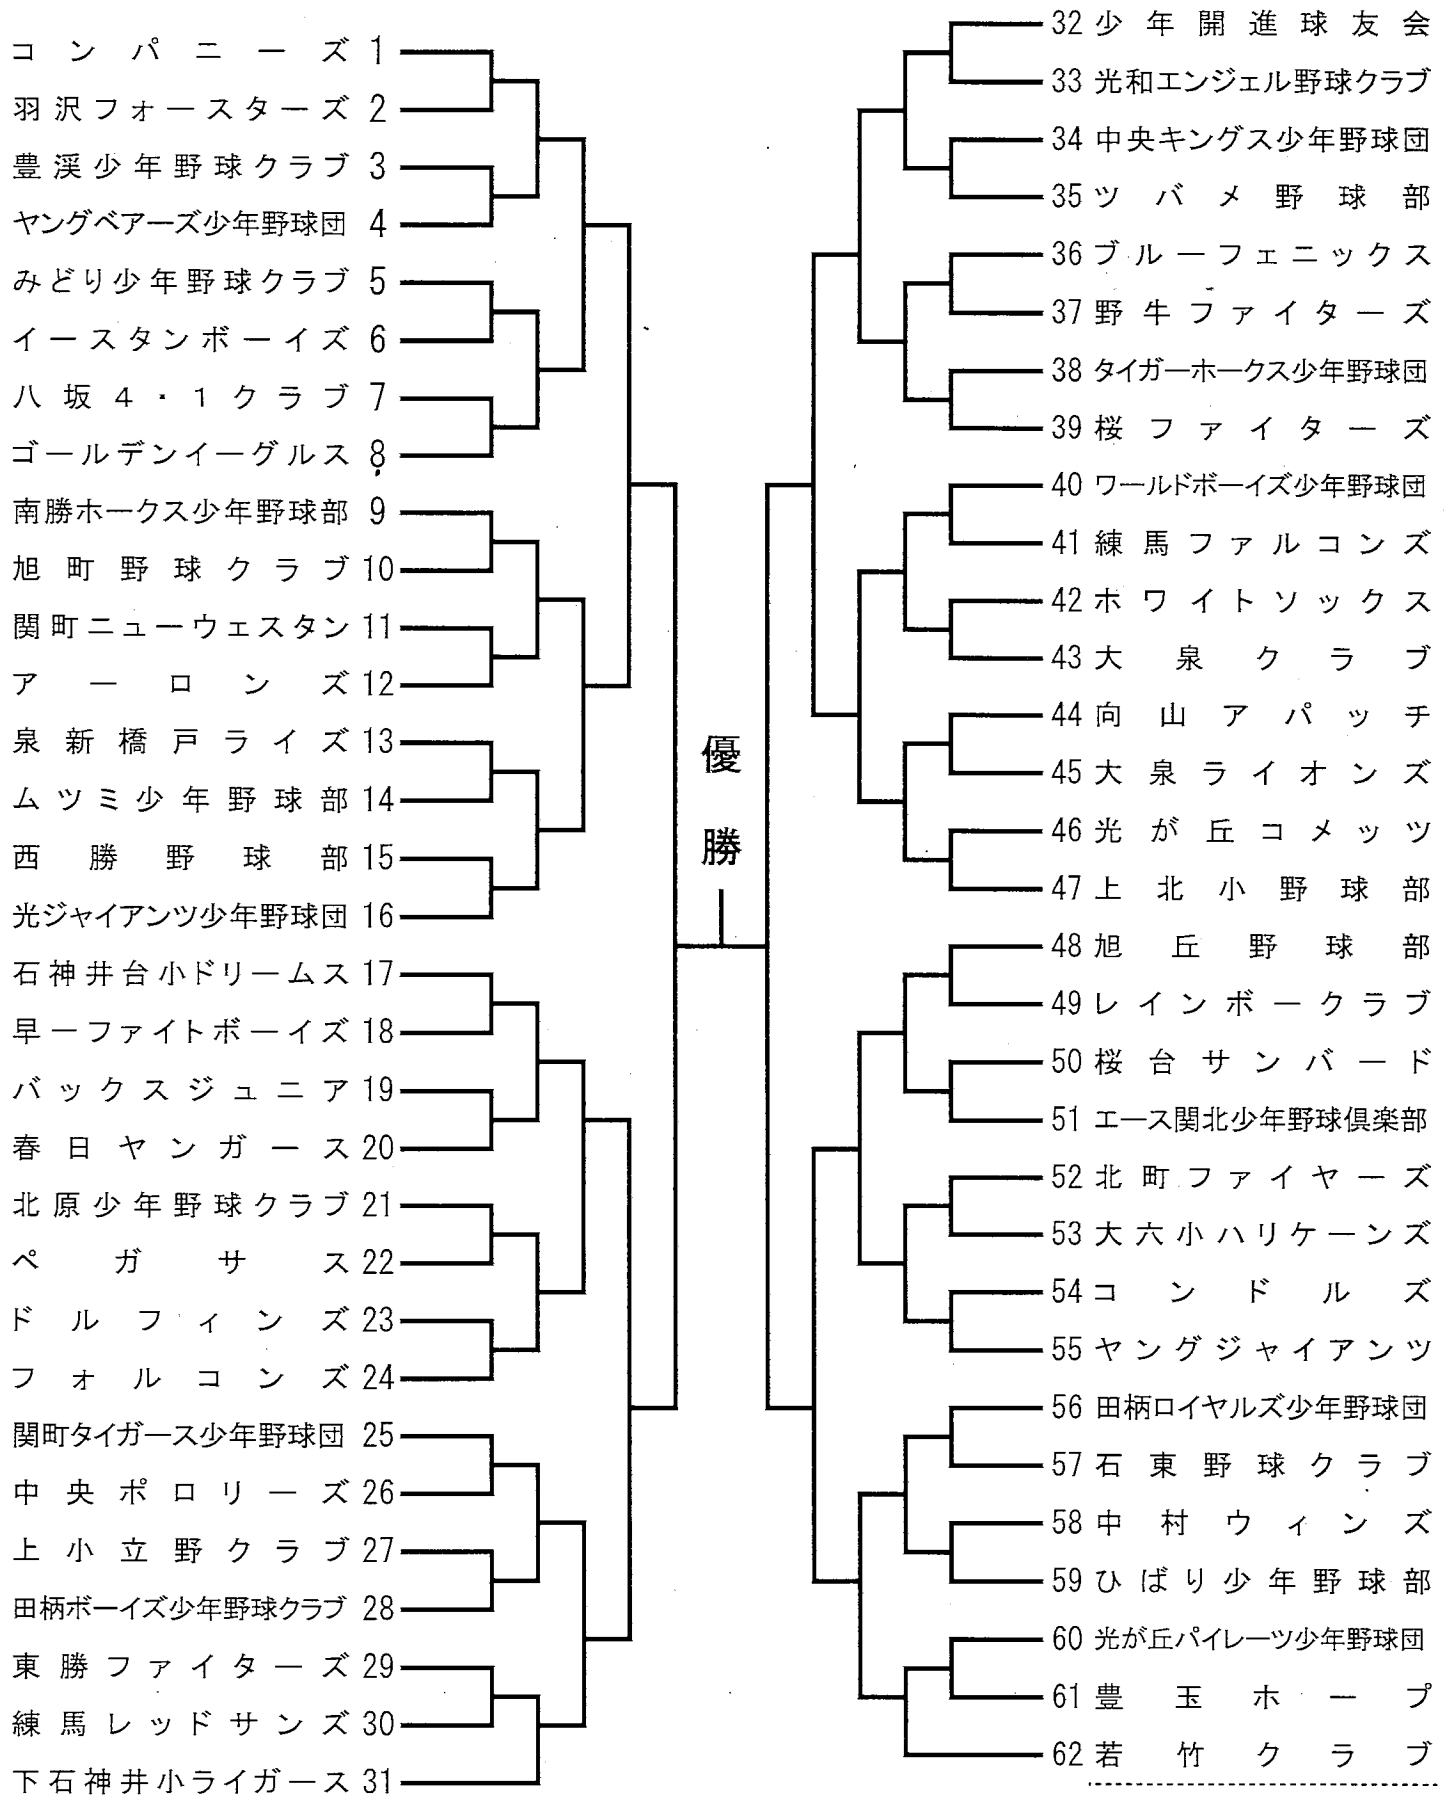 コンパニーズ 1
羽沢フォースターズ 2
豊渓少年野球クラブ 3
ヤングベアーズ少年野球団 4
みどり少年野球クラブ 5
イースタンボーイズ 6
八坂4・1クラブ 7
ゴールデンイーグルス 8
南勝ホークス少年野球部 9
旭町野球クラブ 10
関町ニューウェスタン 11
アーロンズ 12
泉新橋戸ライズ 13
ムツミ少年野球部 14
西勝野球部 15
光ジャイアンツ少年野球団 16
石神井台小ドリームス 17
早一ファイトボーイズ 18
バックスジュニア 19
春日ヤンガース 20
北原少年野球クラブ 21
ペガサス 22
ドルフィンズ 23
フォルコンズ 24
関町タイガース少年野球団 25
中央ポロリーズ 26
上小立野クラブ 27
田柄ボーイズ少年野球クラブ 28
東勝ファイターズ 29
練馬レッドサンズ 30
下石神井小ライガース 31
優勝
32 少年開進球友会
33 光和エンジェル野球クラブ
34 中央キングス少年野球団
35 ツバメ野球部
36 ブルーフェニックス
37 野牛ファイターズ
38 タイガーホークス少年野球団
39 桜ファイターズ
40 ワールドボーイズ少年野球団
41 練馬ファルコンズ
42 ホワイトソックス
43 大泉クラブ
44 向山アパッチ
45 大泉ライオンズ
46 光が丘コメッツ
47 上北小野球部
48 旭丘野球部
49 レインボークラブ
50 桜台サンバード
51 エース関北少年野球倶楽部
52 北町ファイヤーズ
53 大六小ハリケーンズ
54 コンドルズ
55 ヤングジャイアンツ
56 田柄ロイヤルズ少年野球団
57 石東野球クラブ
58 中村ウィンズ
59 ひばり少年野球部
60 光が丘パイレーツ少年野球団
61 豊玉ホープ
62 若竹クラブ